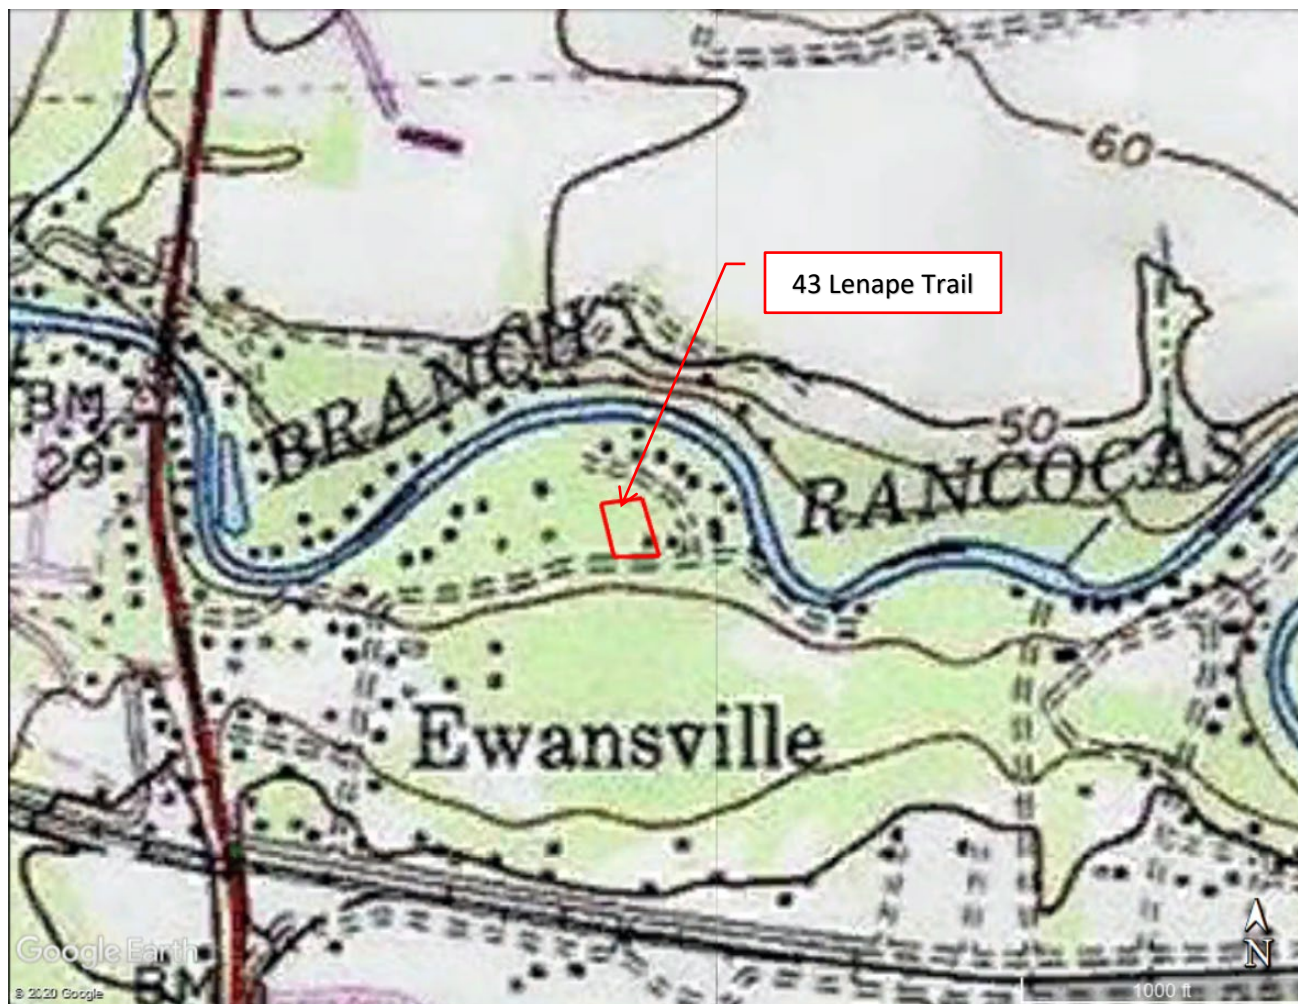 60
43 Lenape Trail
BRANCH
BM
29
50
RANCOCAS
Ewansville
Google Earth
BM
N
© 2020 Google
1000 ft